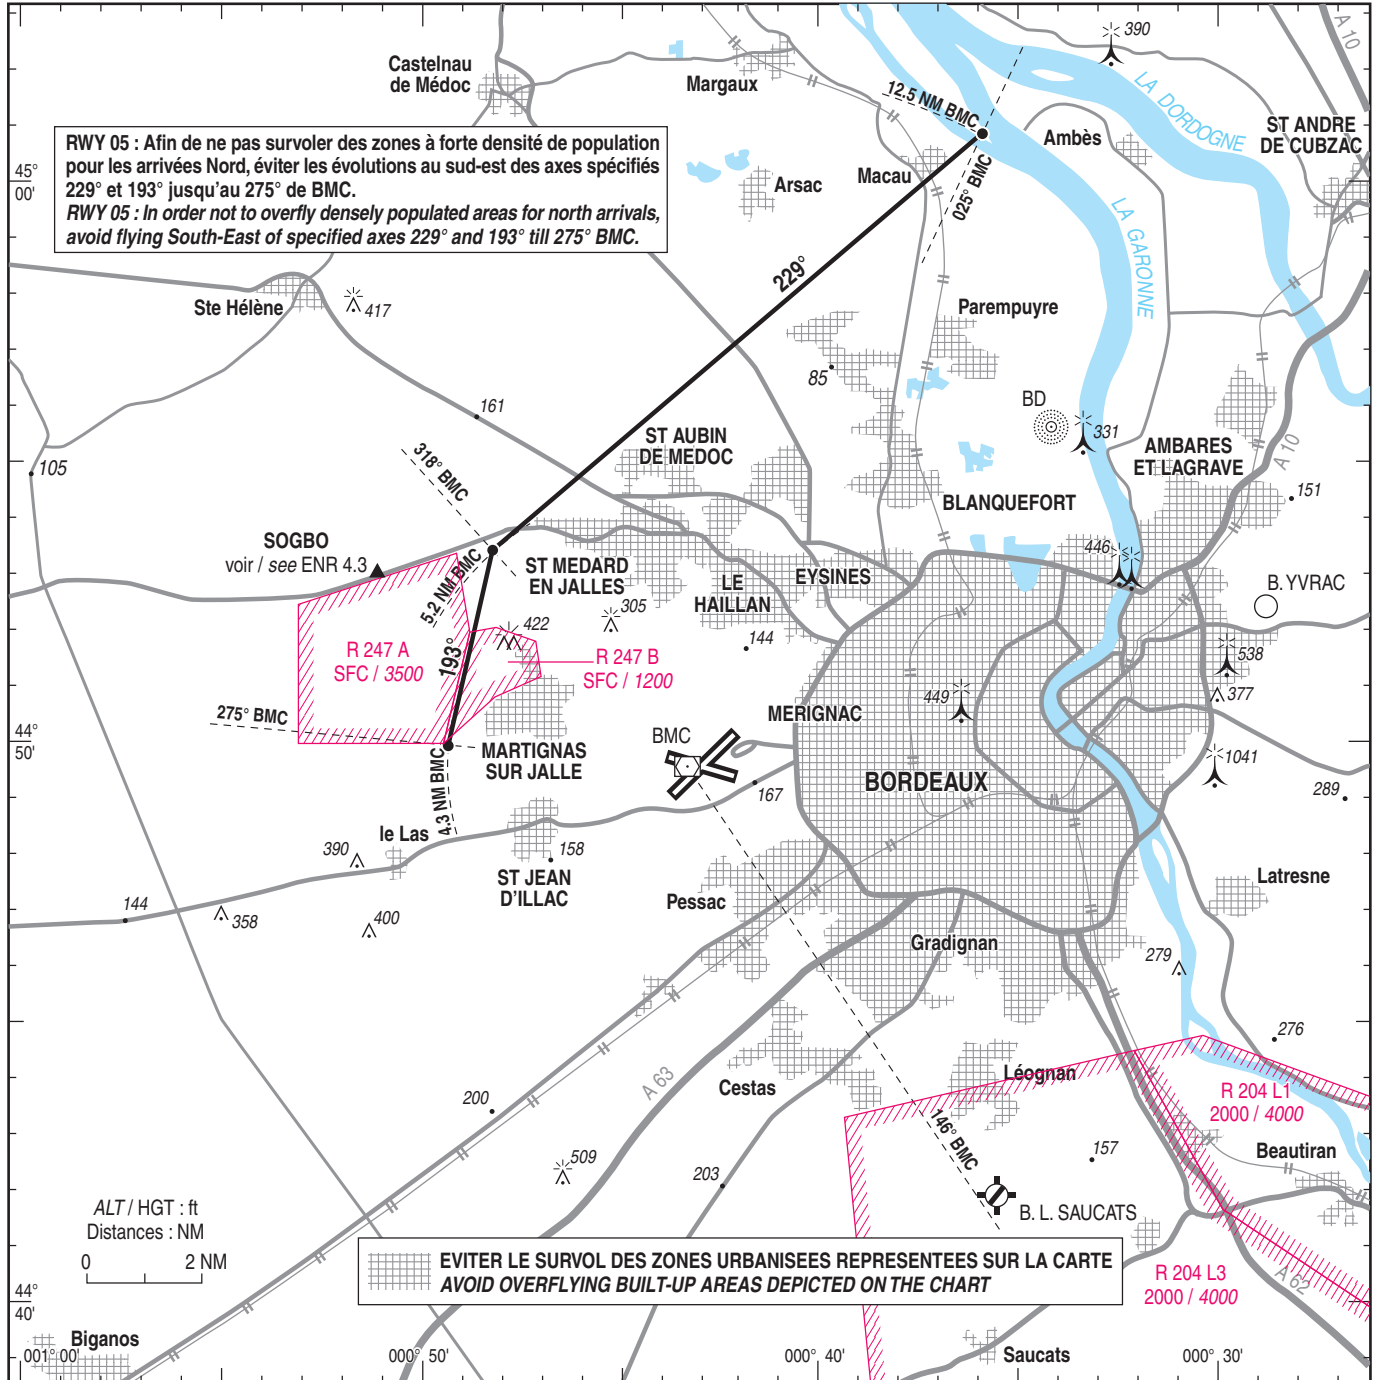 390
A 10
Castelnau
de Médoc
Margaux
12.5 NM BMC
LA DORDOGNE
ST ANDRE
DE CUBZAC
Ambès
RWY 05 : Afin de ne pas survoler des zones à forte densité de population
pour les arrivées Nord, éviter les évolutions au sud-est des axes spécifiés
229° et 193° jusqu'au 275° de BMC.
RWY 05 : In order not to overfly densely populated areas for north arrivals,
avoid flying South-East of specified axes 229° and 193° till 275° BMC.
45°
00'
Arsac
Macau
025° BMC
LA GARONNE
229°
Ste Hélène
417
Parempuyre
85
161
BD
331
ST AUBIN
DE MEDOC
AMBARES
ET LAGRAVE
A 10
105
318° BMC
151
BLANQUEFORT
SOGBO
voir / see ENR 4.3
5.2 NM BMC
ST MEDARD
EN JALLES
LE
HAILLAN
EYSINES
446
B. YVRAC
422
305
144
R 247 A
SFC / 3500
193°
R 247 B
SFC / 1200
538
377
449
275° BMC
MERIGNAC
44°
50'
BMC
MARTIGNAS
SUR JALLE
BORDEAUX
1041
289
167
4.3 NM BMC
le Las
390
158
ST JEAN
D'ILLAC
Latresne
144
358
400
Pessac
Gradignan
279
276
A 63
Cestas
Léognan
R 204 L1
2000 / 4000
200
146° BMC
Beautiran
157
509
203
ALT / HGT : ft
Distances : NM
0 2 NM
B. L. SAUCATS
EVITER LE SURVOL DES ZONES URBANISEES REPRESENTEES SUR LA CARTE
AVOID OVERFLYING BUILT-UP AREAS DEPICTED ON THE CHART
R 204 L3
2000 / 4000
A 62
44°
40'
Biganos
Saucats
001° 00'
000° 50'
000° 40'
000° 30'